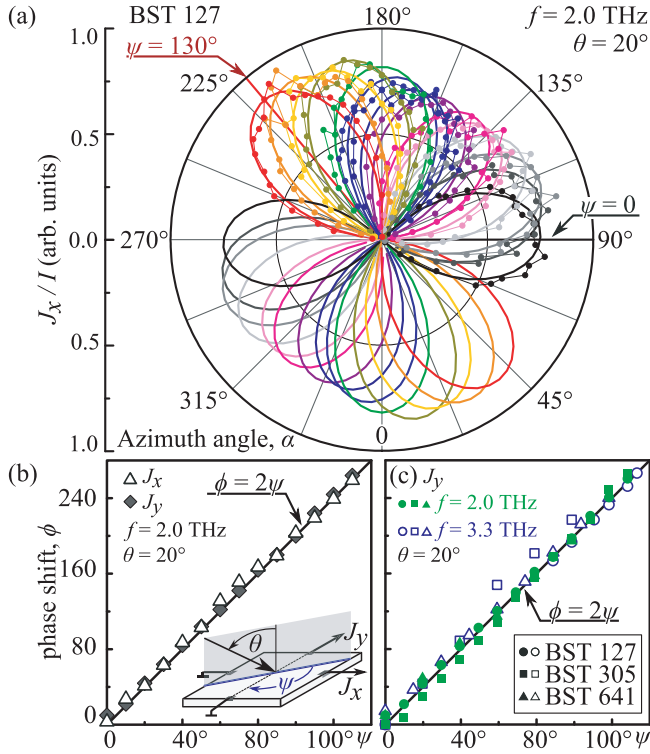 (a)
BST 127
180°
f = 2.0 THz
θ = 20°
1.0
ψ = 130°
225°
135°
0.5
ψ = 0
0.0
270°
90°
J_x / I (arb. units)
0.5
315°
45°
1.0
Azimuth angle, α
0
(b)
J_x
J_y
f = 2.0 THz
θ = 20°
ϕ = 2ψ
phase shift, ϕ
240
160
80
0
θ
J_y
ψ
J_x
0
40°
80°
100° ψ
(c)
J_y
f = 2.0 THz
f = 3.3 THz
θ = 20°
ϕ = 2ψ
BST 127
BST 305
BST 641
0
40°
80°
100° ψ